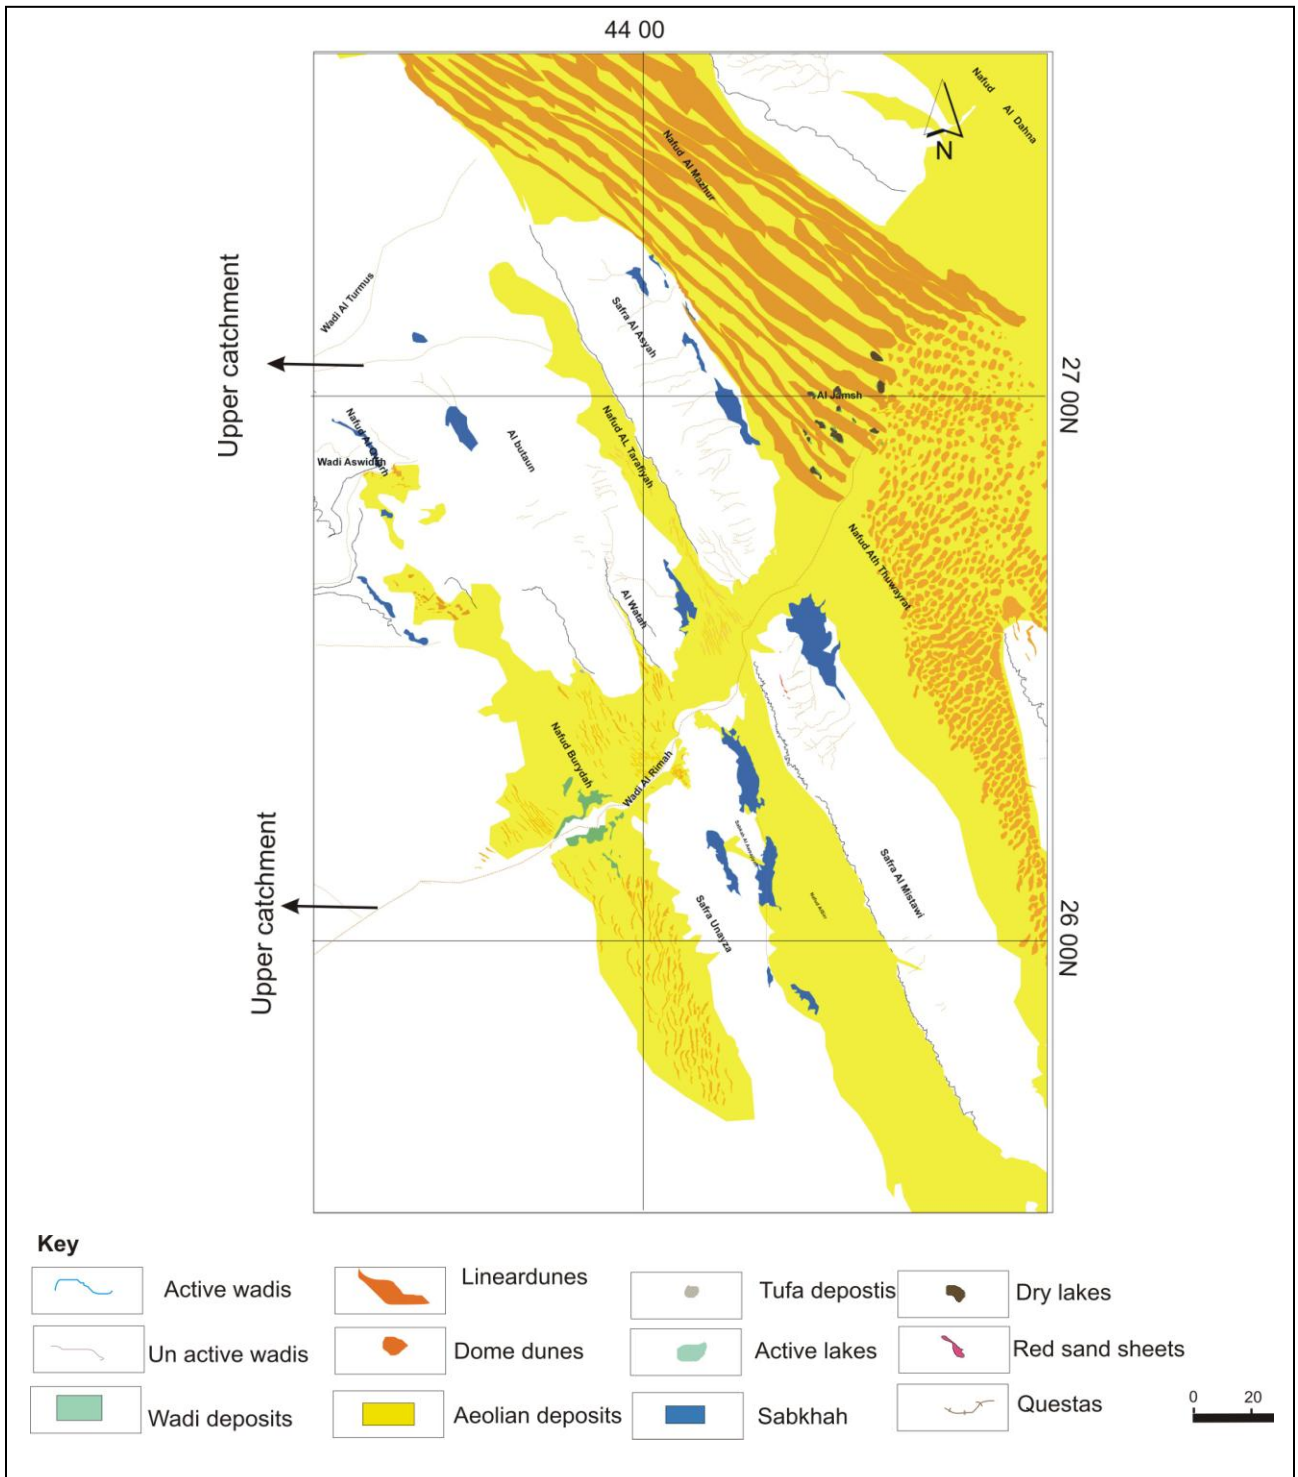 44 00
Nafud Al Dahna
N
Nafud Al Mazhur
Upper catchment
Wadi Al Turmus
Safra Al Asyah
27 00N
Al Jamsh
Wadi Aswidah
Al butaun
Nafud AL Tarafiyah
Nafud Ath Thuwayrat
Al Watah
Nafud Burydah
Wadi Al Rimah
Upper catchment
Safra Unayza
Safra Al Mistawi
26 00N
Key
Active wadis
Lineardunes
Tufa depostis
Dry lakes
Un active wadis
Dome dunes
Active lakes
Red sand sheets
Wadi deposits
Aeolian deposits
Sabkhah
Questas
0 20